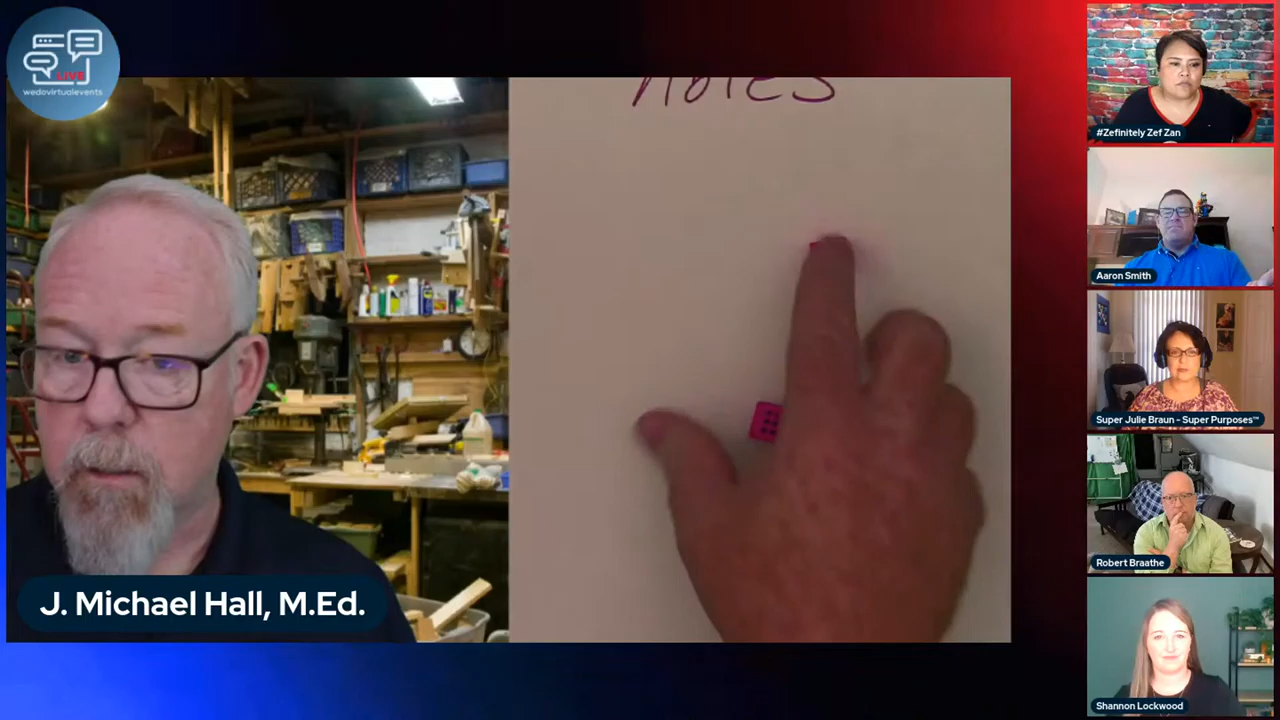 LIVE
wedovirtualevents
notes
J. Michael Hall, M.Ed.
#Zefinitely Zef Zan
Aaron Smith
Super Julie Braun - Super Purposes™
Robert Braathe
Shannon Lockwood